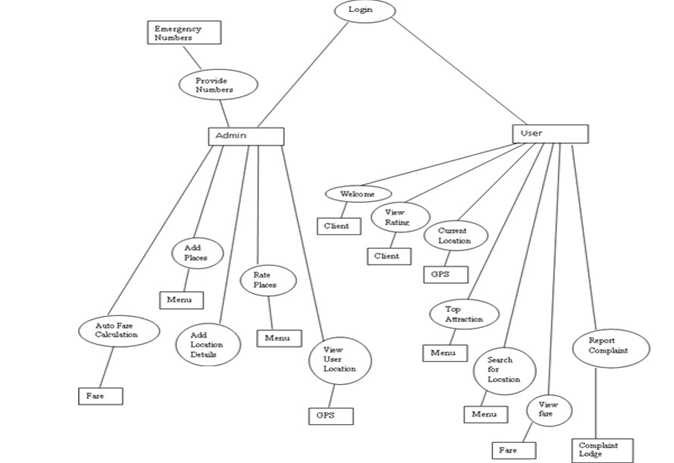 Login
Emergency
Numbers
Provide
Numbers
Admin
User
Welcome
Client
View
Rating
Client
Current
Location
GPS
Add
Places
Menu
Rate
Places
Menu
Auto Fare
Calculation
Fare
Add
Location
Details
View
User
Location
GPS
Top
Attraction
Menu
Search
for
Location
Menu
View
fare
Fare
Report
Complaint
Complaint
Lodge